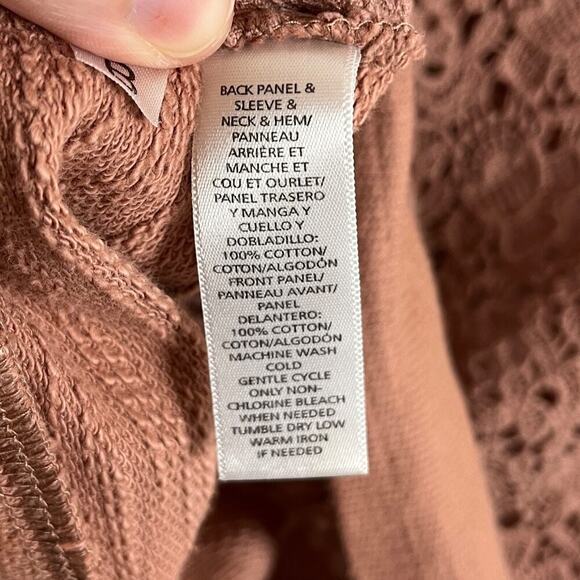 BACK PANEL &
SLEEVE &
NECK & HEM/
PANNEAU
ARRIÈRE ET
MANCHE ET
COU ET OURLET/
PANEL TRASERO
Y MANGA Y
CUELLO Y
DOBLADILLO:
100% COTTON/
COTON/ALGODÓN
FRONT PANEL/
PANNEAU AVANT/
PANEL
DELANTERO:
100% COTTON/
COTON/ALGODÓN
MACHINE WASH
COLD
GENTLE CYCLE
ONLY NON-
CHLORINE BLEACH
WHEN NEEDED
TUMBLE DRY LOW
WARM IRON
IF NEEDED